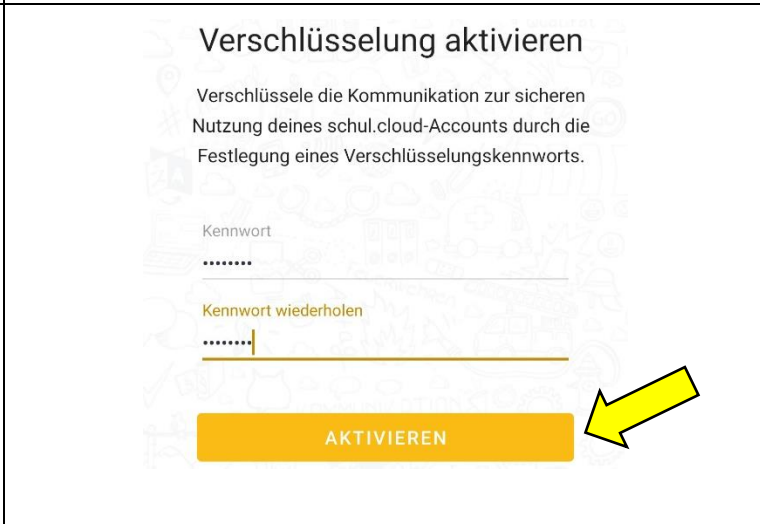 Verschlüsselung aktivieren
Verschlüssele die Kommunikation zur sicheren
Nutzung deines schul.cloud-Accounts durch die
Festlegung eines Verschlüsselungskennworts.
Kennwort
••••••••
Kennwort wiederholen
••••••••
AKTIVIEREN